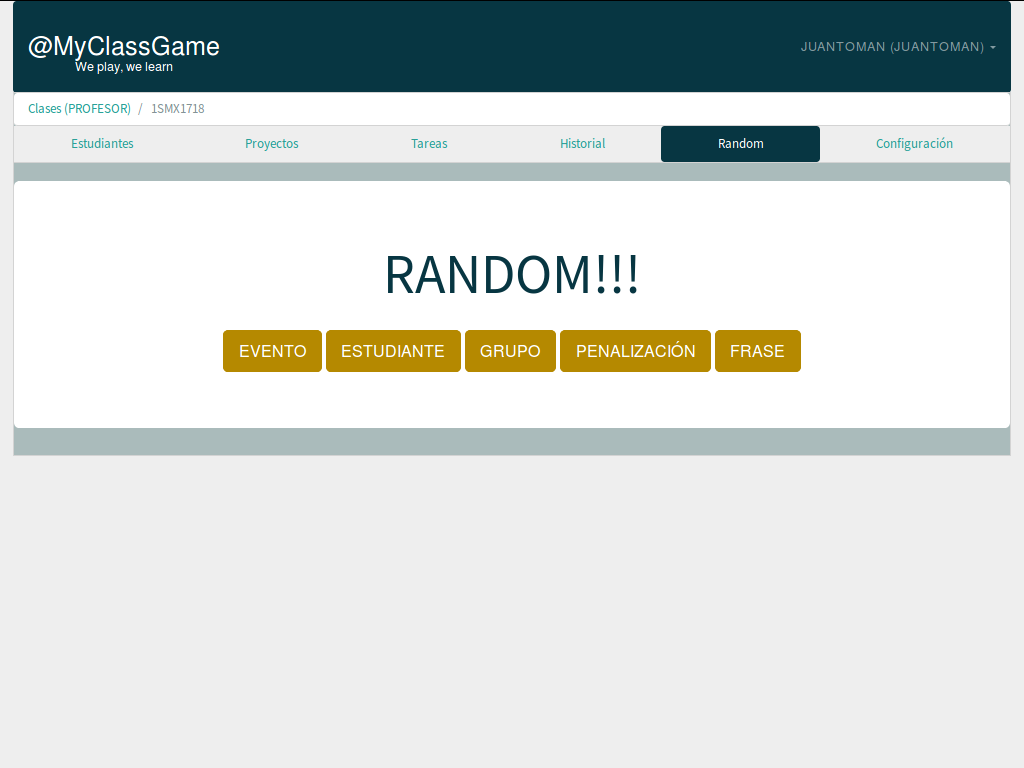 @MyClassGame
We play, we learn
JUANTOMAN (JUANTOMAN)
Clases (PROFESOR) / 1SMX1718
Estudiantes Proyectos Tareas Historial Random Configuración
RANDOM!!!
EVENTO ESTUDIANTE GRUPO PENALIZACIÓN FRASE